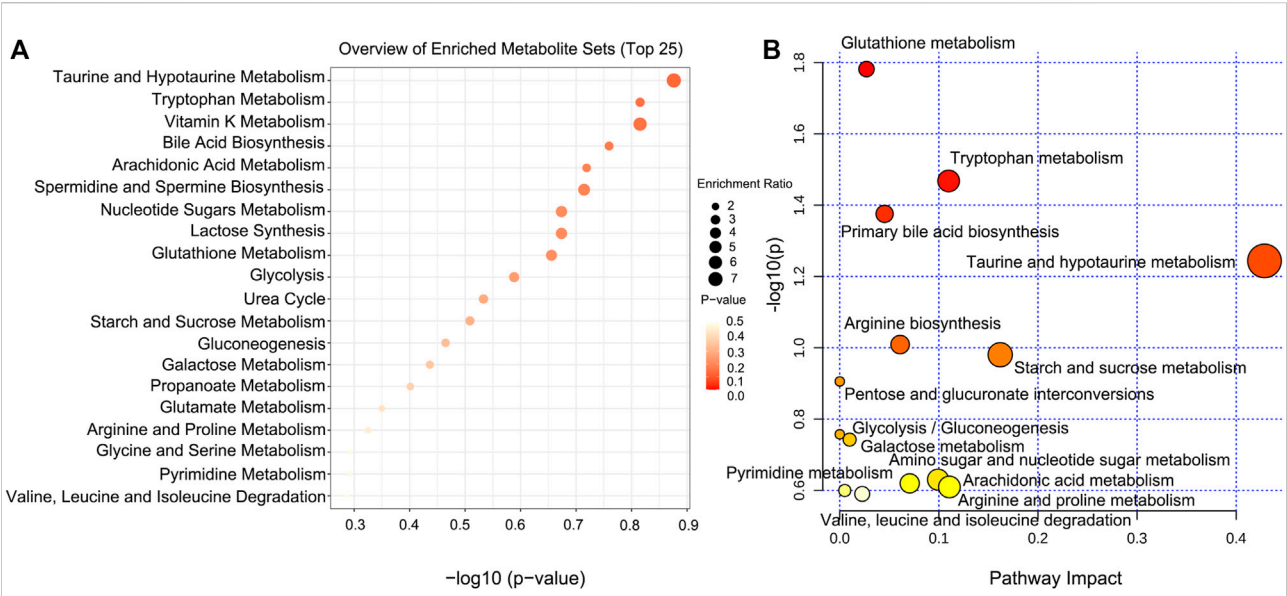 A
Overview of Enriched Metabolite Sets (Top 25)
Taurine and Hypotaurine Metabolism
Tryptophan Metabolism
Vitamin K Metabolism
Bile Acid Biosynthesis
Arachidonic Acid Metabolism
Spermidine and Spermine Biosynthesis
Nucleotide Sugars Metabolism
Lactose Synthesis
Glutathione Metabolism
Glycolysis
Urea Cycle
Starch and Sucrose Metabolism
Gluconeogenesis
Galactose Metabolism
Propanoate Metabolism
Glutamate Metabolism
Arginine and Proline Metabolism
Glycine and Serine Metabolism
Pyrimidine Metabolism
Valine, Leucine and Isoleucine Degradation
0.3 0.4 0.5 0.6 0.7 0.8 0.9
−log10 (p−value)
Enrichment Ratio
2
3
4
5
6
7
P−value
0.5
0.4
0.3
0.2
0.1
0.0
B
Glutathione metabolism
Tryptophan metabolism
Primary bile acid biosynthesis
Taurine and hypotaurine metabolism
Arginine biosynthesis
Starch and sucrose metabolism
Pentose and glucuronate interconversions
Glycolysis / Gluconeogenesis
Galactose metabolism
Amino sugar and nucleotide sugar metabolism
Pyrimidine metabolism
Arachidonic acid metabolism
Arginine and proline metabolism
Valine, leucine and isoleucine degradation
-log10(p)
1.8
1.6
1.4
1.2
1.0
0.8
0.6
0.0 0.1 0.2 0.3 0.4
Pathway Impact